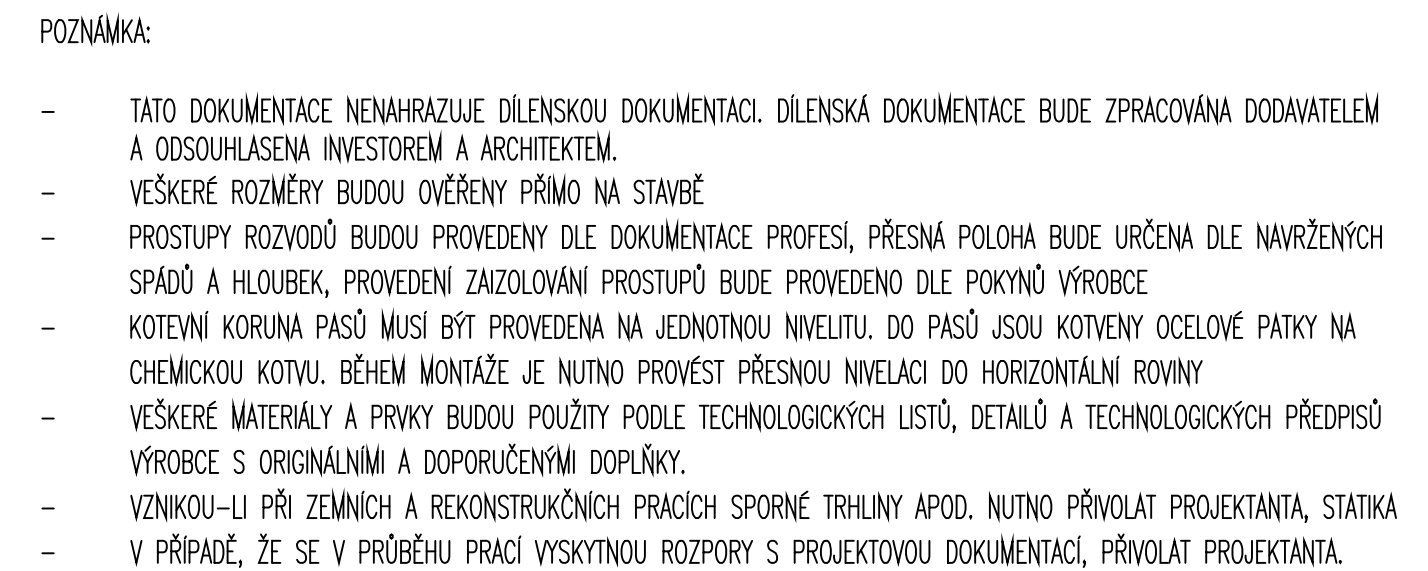 POZNÁMKA:
- TATO DOKUMENTACE NENAHRAZUJE DÍLENSKOU DOKUMENTACI. DÍLENSKÁ DOKUMENTACE BUDE ZPRACOVÁNA DODAVATELEM
A ODSOUHLASENA INVESTOREM A ARCHITEKTEM.
- VEŠKERÉ ROZMĚRY BUDOU OVĚŘENY PŘÍMO NA STAVBĚ
- PROSTUPY ROZVODŮ BUDOU PROVEDENY DLE DOKUMENTACE PROFESÍ, PŘESNÁ POLOHA BUDE URČENA DLE NAVRŽENÝCH
SPÁDŮ A HLOUBEK, PROVEDENÍ ZAIZOLOVÁNÍ PROSTUPŮ BUDE PROVEDENO DLE POKYNŮ VÝROBCE
- KOTEVNÍ KORUNA PASŮ MUSÍ BÝT PROVEDENA NA JEDNOTNOU NIVELITU. DO PASŮ JSOU KOTVENY OCELOVÉ PATKY NA
CHEMICKOU KOTVU. BĚHEM MONTÁŽE JE NUTNO PROVÉST PŘESNOU NIVELACI DO HORIZONTÁLNÍ ROVINY
- VEŠKERÉ MATERIÁLY A PRVKY BUDOU POUŽITY PODLE TECHNOLOGICKÝCH LISTŮ, DETAILŮ A TECHNOLOGICKÝCH PŘEDPISŮ
VÝROBCE S ORIGINÁLNÍMI A DOPORUČENÝMI DOPLŇKY.
- VZNIKOU-LI PŘI ZEMNÍCH A REKONSTRUKČNÍCH PRACÍCH SPORNÉ TRHLINY APOD. NUTNO PŘIVOLAT PROJEKTANTA, STATIKA
- V PŘÍPADĚ, ŽE SE V PRŮBĚHU PRACÍ VYSKYTNOU ROZPORY S PROJEKTOVOU DOKUMENTACÍ, PŘIVOLAT PROJEKTANTA.